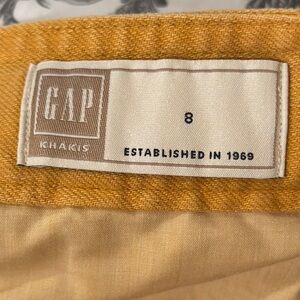 GAP
KHAKIS
8
ESTABLISHED IN 1969